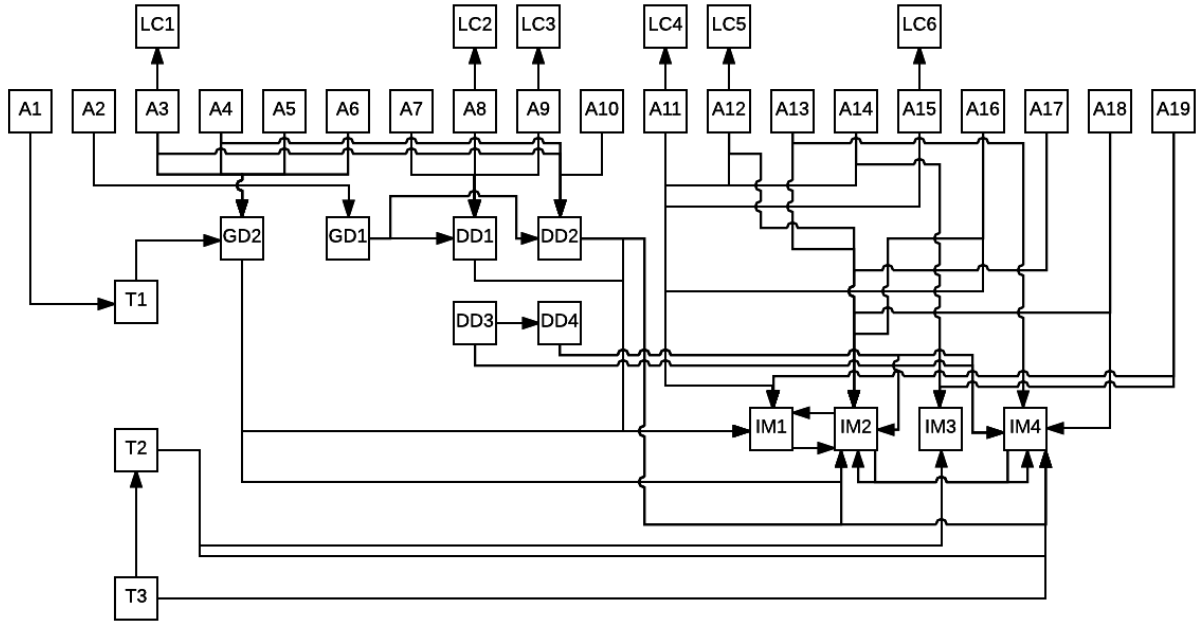 LC1 LC2 LC3 LC4 LC5 LC6
A1 A2 A3 A4 A5 A6 A7 A8 A9 A10 A11 A12 A13 A14 A15 A16 A17 A18 A19
GD2 GD1 DD1 DD2
T1
DD3 DD4
IM1 IM2 IM3 IM4
T2
T3